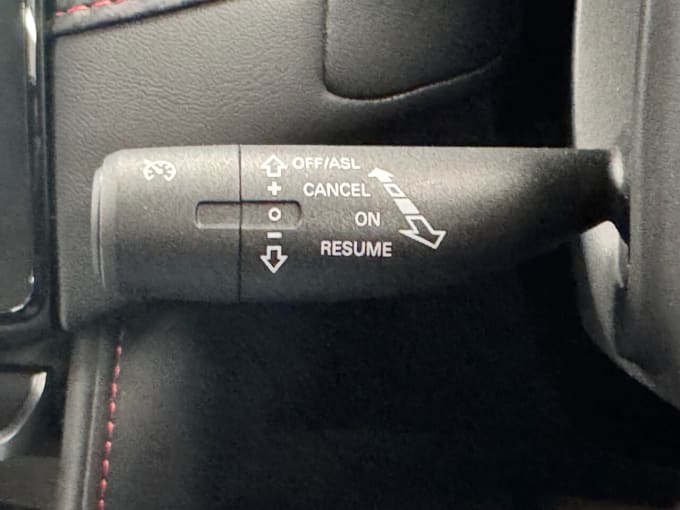 OFF/ASL
+ CANCEL
O ON
- RESUME